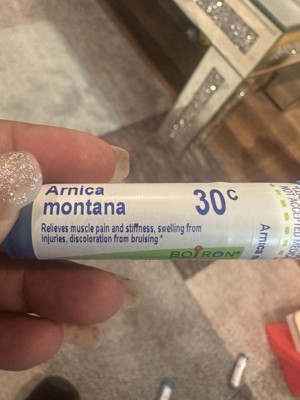 Arnica
montana
30c
Relieves muscle pain and stiffness, swelling from
injuries, discoloration from bruising*
BOIRON
Arnica